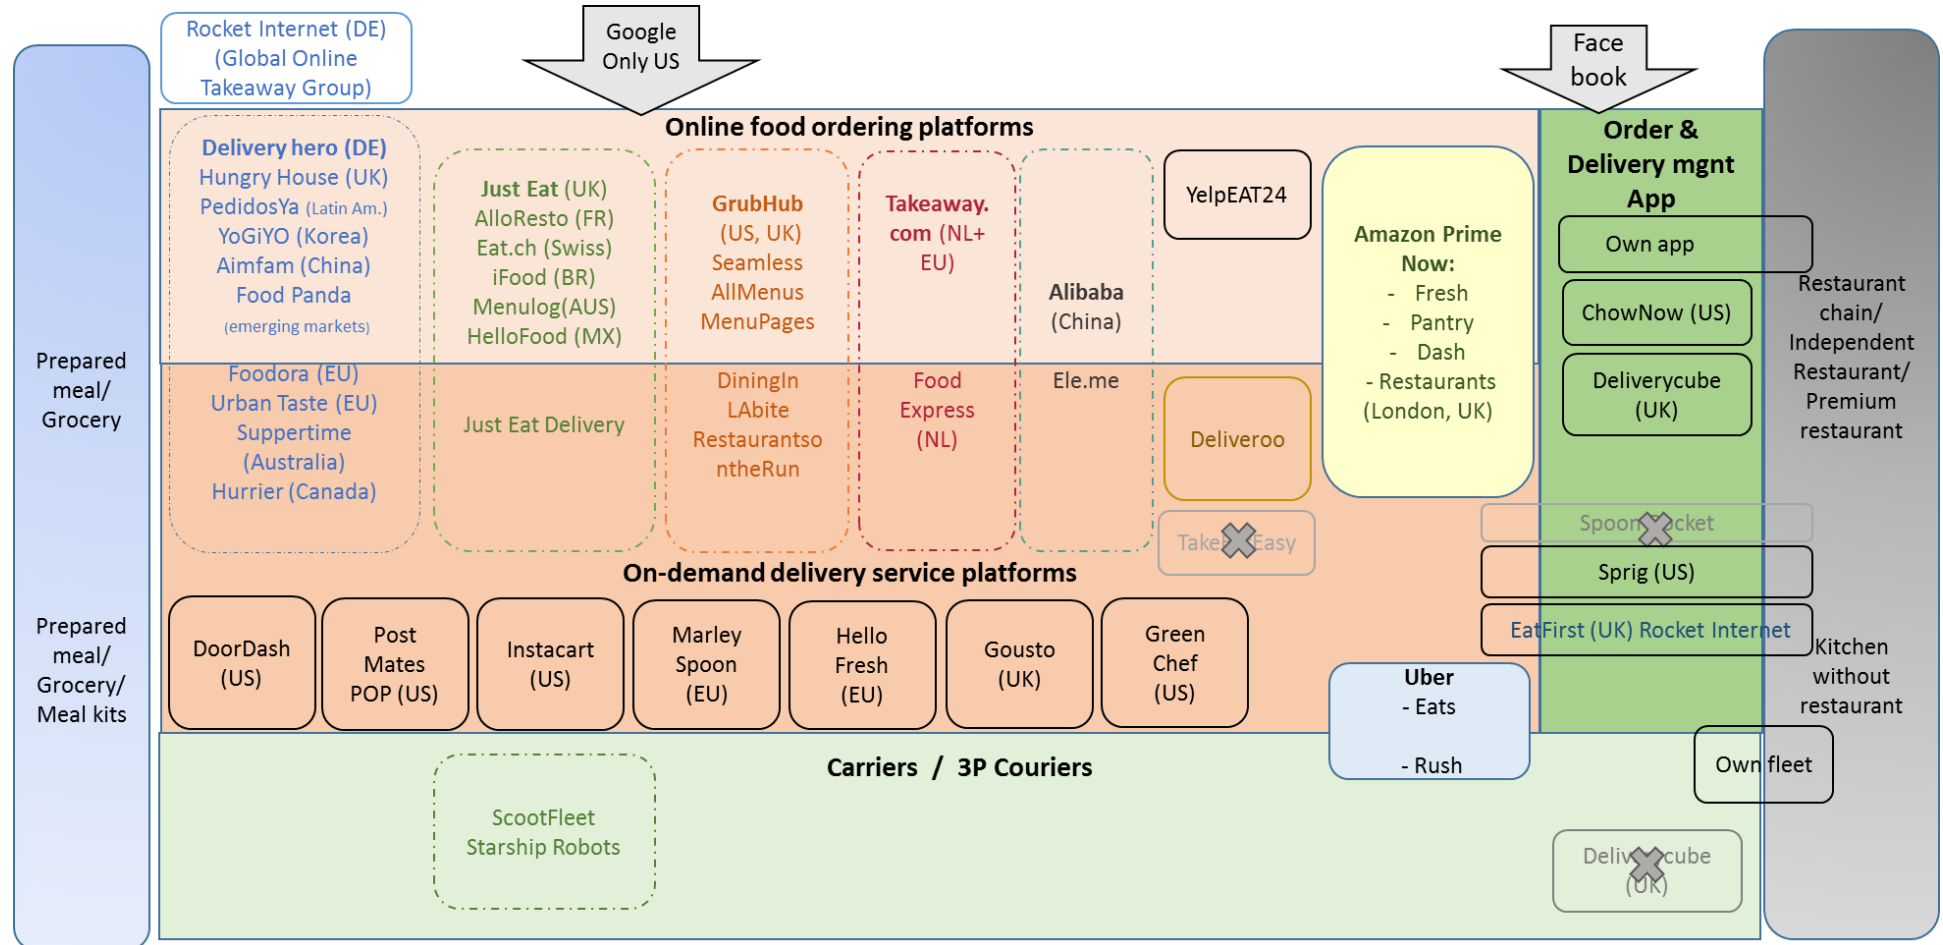 Rocket Internet (DE)
(Global Online
Takeaway Group)
Google
Only US
Face
book
Online food ordering platforms
Order &
Delivery mgnt
App
Delivery hero (DE)
Hungry House (UK)
PedidosYa (Latin Am.)
YoGiYO (Korea)
Aimfam (China)
Food Panda
(emerging markets)
Foodora (EU)
Urban Taste (EU)
Suppertime
(Australia)
Hurrier (Canada)
Just Eat (UK)
AlloResto (FR)
Eat.ch (Swiss)
iFood (BR)
Menulog(AUS)
HelloFood (MX)
Just Eat Delivery
GrubHub
(US, UK)
Seamless
AllMenus
MenuPages
DiningIn
LAbite
Restaurantso
ntheRun
Takeaway.
com (NL+
EU)
Food
Express
(NL)
Alibaba
(China)
Ele.me
YelpEAT24
Deliveroo
Take Easy
Amazon Prime
Now:
- Fresh
- Pantry
- Dash
- Restaurants
(London, UK)
Own app
ChowNow (US)
Deliverycube
(UK)
Spoon ocket
Sprig (US)
EatFirst (UK) Rocket Internet
Restaurant
chain/
Independent
Restaurant/
Premium
restaurant
Kitchen
without
restaurant
Prepared
meal/
Grocery
Prepared
meal/
Grocery/
Meal kits
On-demand delivery service platforms
DoorDash
(US)
Post
Mates
POP (US)
Instacart
(US)
Marley
Spoon
(EU)
Hello
Fresh
(EU)
Gousto
(UK)
Green
Chef
(US)
Uber
- Eats
- Rush
Own fleet
Carriers / 3P Couriers
ScootFleet
Starship Robots
Deliverycube
(UK)